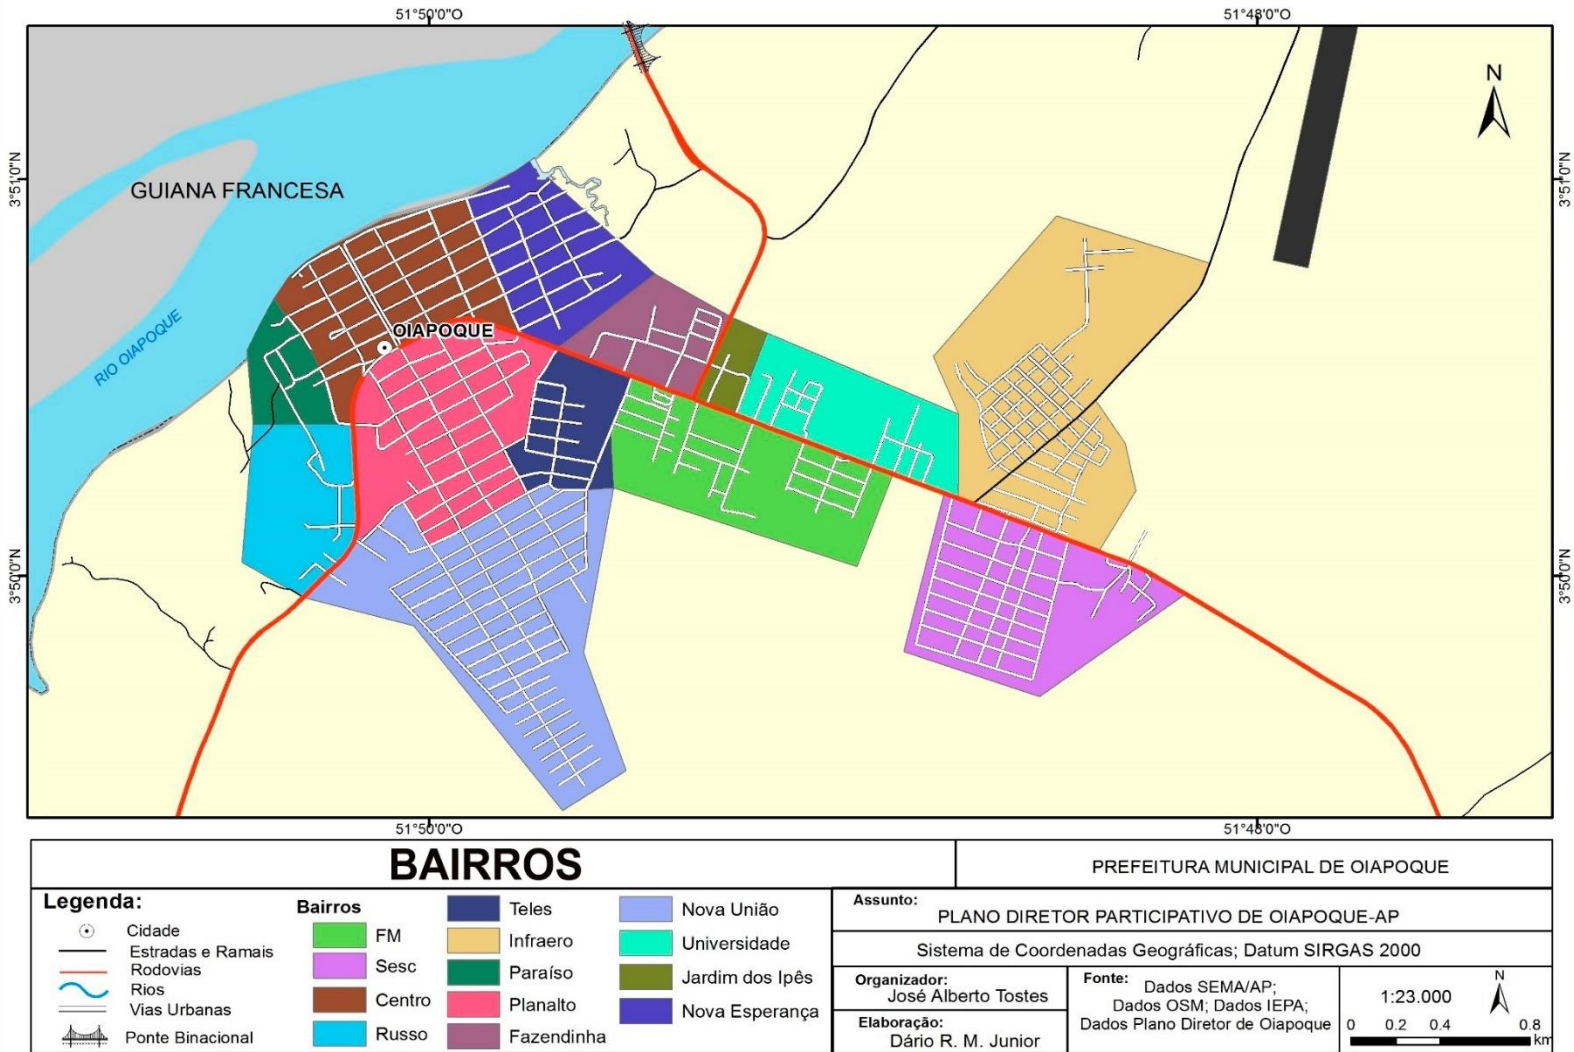 51°50'0"O
51°48'0"O
N
3°51'0"N
3°51'0"N
GUIANA FRANCESA
RIO OIAPOQUE
OIAPOQUE
3°50'0"N
3°50'0"N
51°50'0"O
51°48'0"O
BAIRROS
PREFEITURA MUNICIPAL DE OIAPOQUE
Legenda:
Cidade
Estradas e Ramais
Rodovias
Rios
Vias Urbanas
Ponte Binacional
Bairros
FM
Sesc
Centro
Russo
Teles
Infraero
Paraíso
Planalto
Fazendinha
Nova União
Universidade
Jardim dos Ipês
Nova Esperança
Assunto:
PLANO DIRETOR PARTICIPATIVO DE OIAPOQUE-AP
Sistema de Coordenadas Geográficas; Datum SIRGAS 2000
Organizador:
José Alberto Tostes
Elaboração:
Dário R. M. Junior
Fonte: Dados SEMA/AP;
Dados OSM; Dados IEPA;
Dados Plano Diretor de Oiapoque
N
1:23.000
0 0.2 0.4 0.8
km